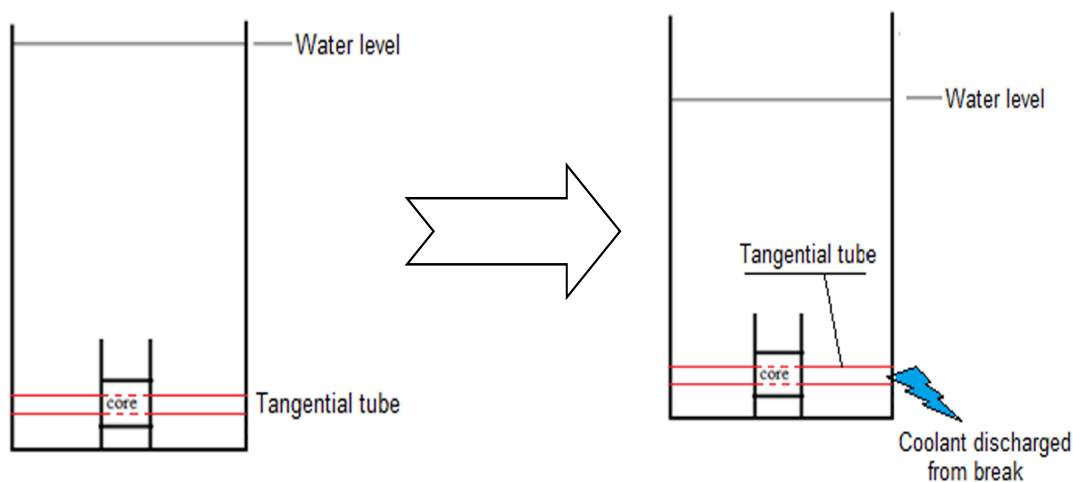 Water level
core
Tangential tube
Water level
Tangential tube
core
Coolant discharged
from break